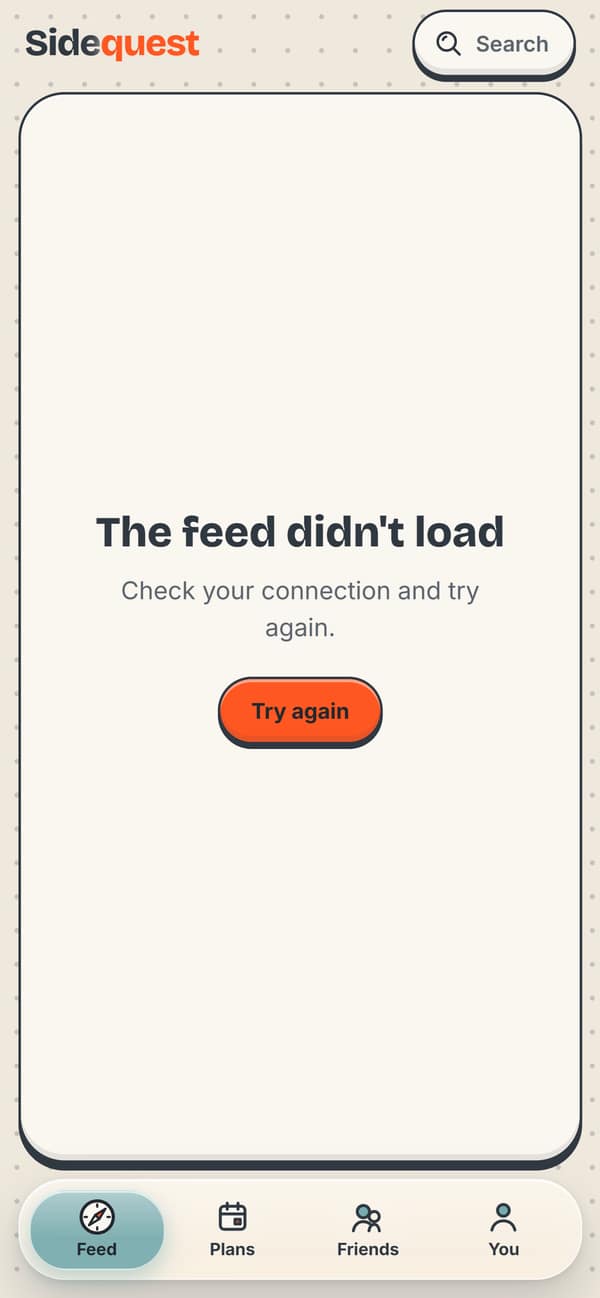 Sidequest
Search
The feed didn't load
Check your connection and try
again.
Try again
Feed
Plans
Friends
You